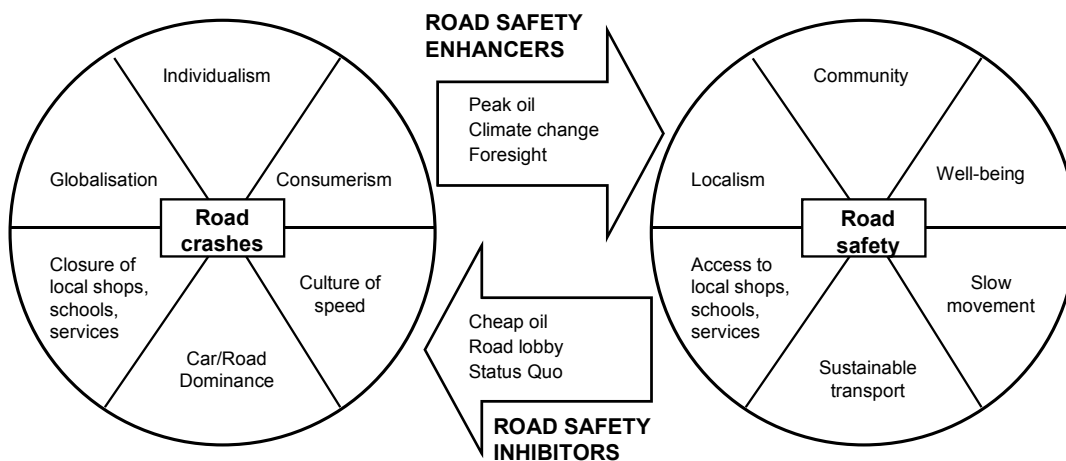 Individualism
Globalisation
Consumerism
Road
crashes
Closure of
local shops,
schools,
services
Culture of
speed
Car/Road
Dominance
ROAD SAFETY
ENHANCERS
Peak oil
Climate change
Foresight
Cheap oil
Road lobby
Status Quo
ROAD SAFETY
INHIBITORS
Community
Localism
Well-being
Road
safety
Access to
local shops,
schools,
services
Slow
movement
Sustainable
transport